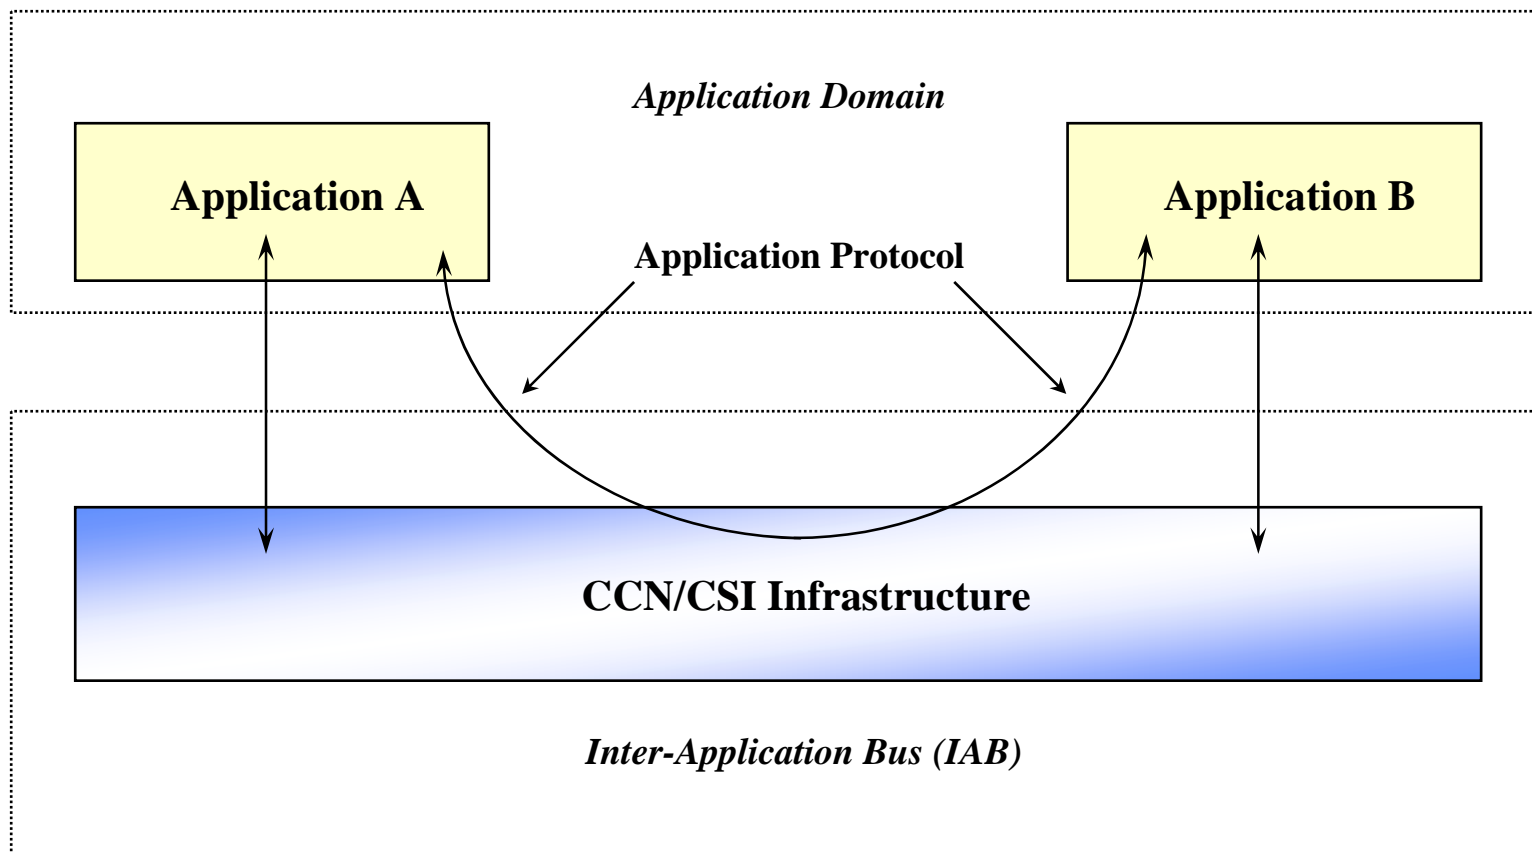 Application Domain
Application A
Application B
Application Protocol
CCN/CSI Infrastructure
Inter-Application Bus (IAB)